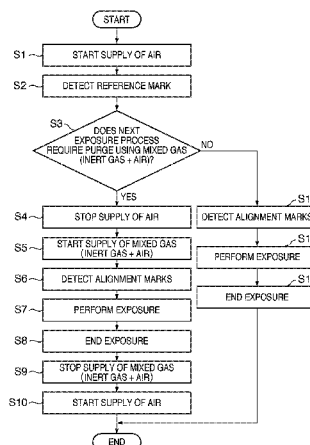 START
S1
START SUPPLY OF AIR
S2
DETECT REFERENCE MARK
S3
DOES NEXT
EXPOSURE PROCESS
REQUIRE PURGE USING MIXED GAS
(INERT GAS + AIR)?
NO
YES
S4
STOP SUPPLY OF AIR
S5
START SUPPLY OF MIXED GAS
(INERT GAS + AIR)
S6
DETECT ALIGNMENT MARKS
S7
PERFORM EXPOSURE
S8
END EXPOSURE
S9
STOP SUPPLY OF MIXED GAS
(INERT GAS + AIR)
S10
START SUPPLY OF AIR
S1
DETECT ALIGNMENT MARKS
S1
PERFORM EXPOSURE
S1
END EXPOSURE
END